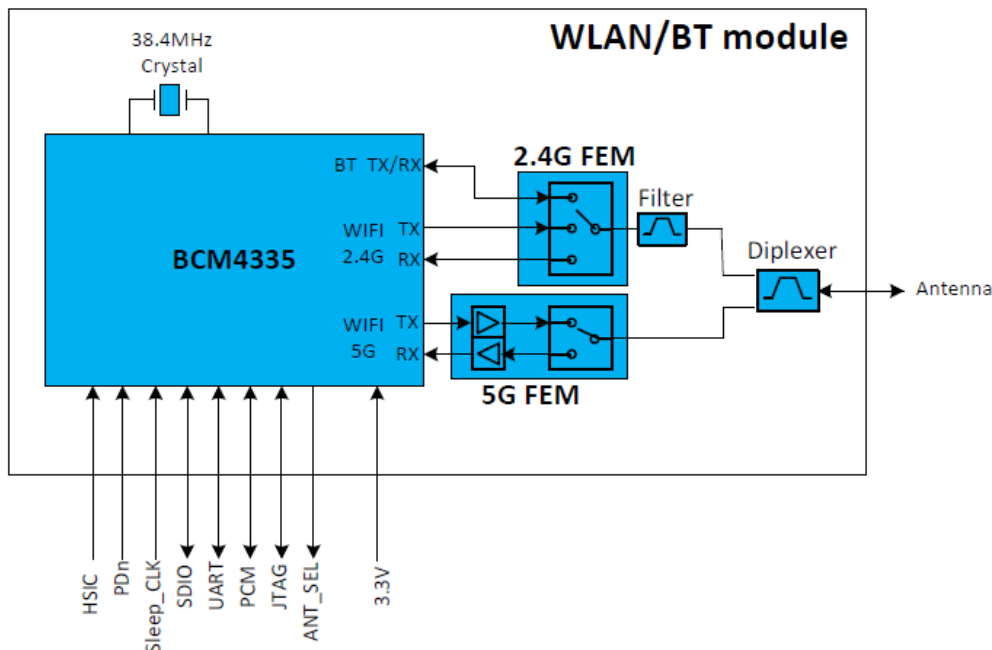 WLAN/BT module
38.4MHz
Crystal
BT TX/RX
2.4G FEM
Filter
WIFI TX
2.4G RX
BCM4335
Diplexer
Antenna
WIFI TX
5G RX
5G FEM
HSIC
PDn
Sleep_CLK
SDIO
UART
PCM
JTAG
ANT_SEL
3.3V